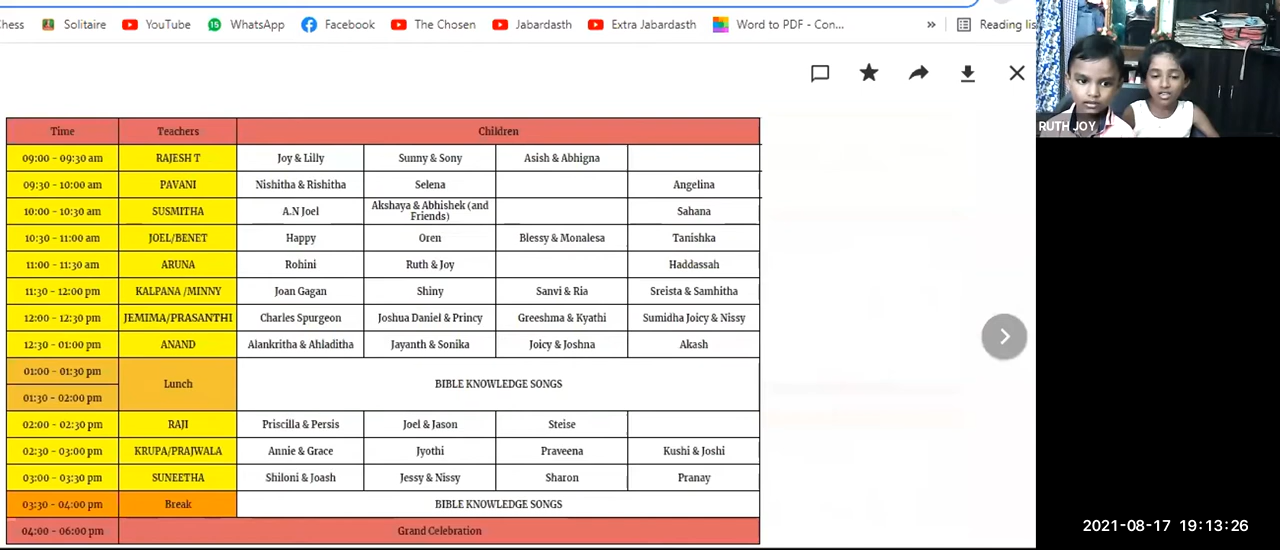 hess Solitaire YouTube WhatsApp Facebook The Chosen Jabardasth Extra Jabardasth Word to PDF - Con... » Reading lis
RUTH JOY
Time Teachers Children
09:00 - 09:30 am RAJESH T Joy & Lilly Sunny & Sony Asish & Abhigna
09:30 - 10:00 am PAVANI Nishitha & Rishitha Selena Angelina
10:00 - 10:30 am SUSMITHA A.N Joel Akshaya & Abhishek (and Friends) Sahana
10:30 - 11:00 am JOEL/BENET Happy Oren Blessy & Monalesa Tanishka
11:00 - 11:30 am ARUNA Rohini Ruth & Joy Haddassah
11:30 - 12:00 pm KALPANA /MINNY Joan Gagan Shiny Sanvi & Ria Sreista & Samhitha
12:00 - 12:30 pm JEMIMA/PRASANTHI Charles Spurgeon Joshua Daniel & Princy Greeshma & Kyathi Sumidha Joicy & Nissy
12:30 - 01:00 pm ANAND Alankritha & Ahladitha Jayanth & Sonika Joicy & Joshna Akash
01:00 - 01:30 pm
Lunch BIBLE KNOWLEDGE SONGS
01:30 - 02:00 pm
02:00 - 02:30 pm RAJI Priscilla & Persis Joel & Jason Steise
02:30 - 03:00 pm KRUPA/PRAJWALA Annie & Grace Jyothi Praveena Kushi & Joshi
03:00 - 03:30 pm SUNEETHA Shiloni & Joash Jessy & Nissy Sharon Pranay
03:30 - 04:00 pm Break BIBLE KNOWLEDGE SONGS
04:00 - 06:00 pm Grand Celebration
2021-08-17 19:13:26